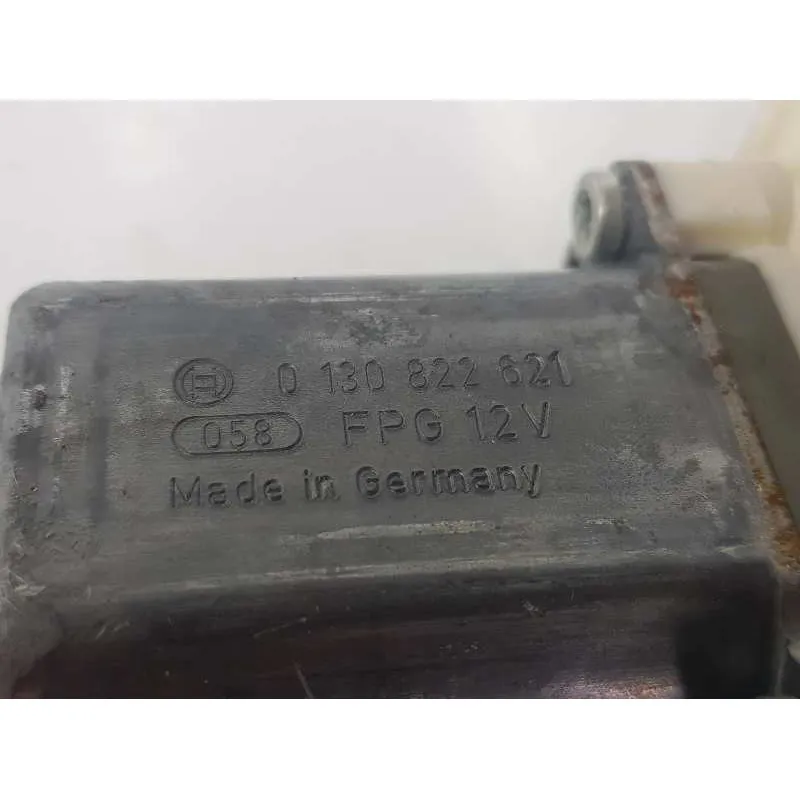 0 130 822 621
058 FPG 12V
Made in Germany